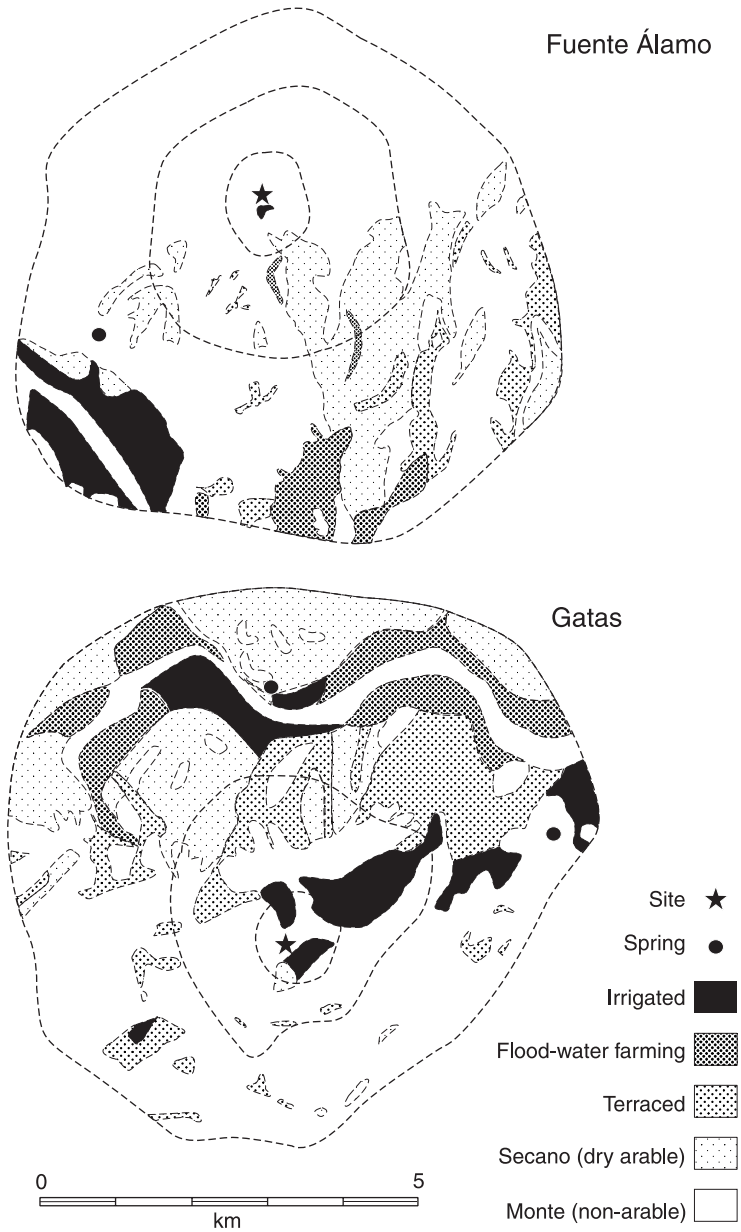 Fuente Álamo
Gatas
Site
Spring
Irrigated
Flood-water farming
Terraced
Secano (dry arable)
Monte (non-arable)
0 5
km